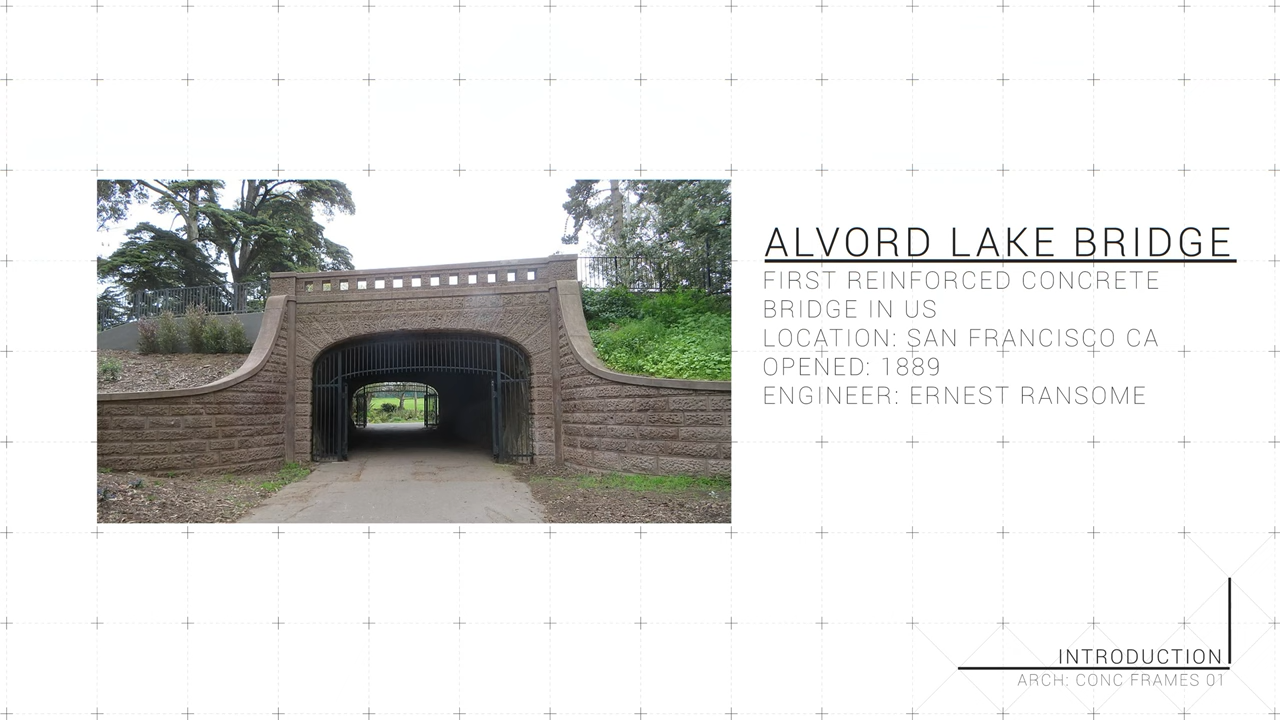 ALVORD LAKE BRIDGE
FIRST REINFORCED CONCRETE
BRIDGE IN US
LOCATION: SAN FRANCISCO CA
OPENED: 1889
ENGINEER: ERNEST RANSOME
INTRODUCTION
ARCH: CONC FRAMES 01